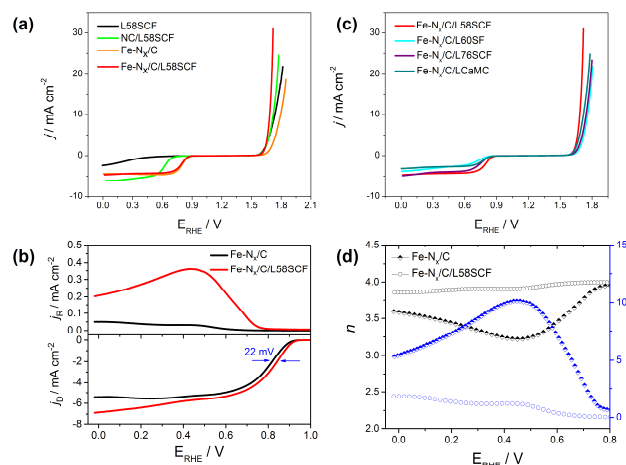 (a)
L58SCF
NC/L58SCF
Fe-Nx/C
Fe-Nx/C/L58SCF
j / mA cm-2
30
20
10
0
-10
0.0 0.3 0.6 0.9 1.2 1.5 1.8 2.1
ERHE / V
(c)
Fe-Nx/C/L58SCF
Fe-Nx/C/L60SF
Fe-Nx/C/L76SCF
Fe-Nx/C/LCaMC
j / mA cm-2
30
20
10
0
-10
0.0 0.3 0.6 0.9 1.2 1.5 1.8
ERHE / V
(b)
Fe-Nx/C
Fe-Nx/C/L58SCF
jR / mA cm-2
0.5
0.4
0.3
0.2
0.1
0.0
22 mV
jD / mA cm-2
0
-2
-4
-6
-8
0.0 0.2 0.4 0.6 0.8 1.0
ERHE / V
(d)
Fe-Nx/C
Fe-Nx/C/L58SCF
n
4.5
4.0
3.5
3.0
2.5
2.0
15
10
5
0
0.0 0.2 0.4 0.6 0.8
ERHE / V